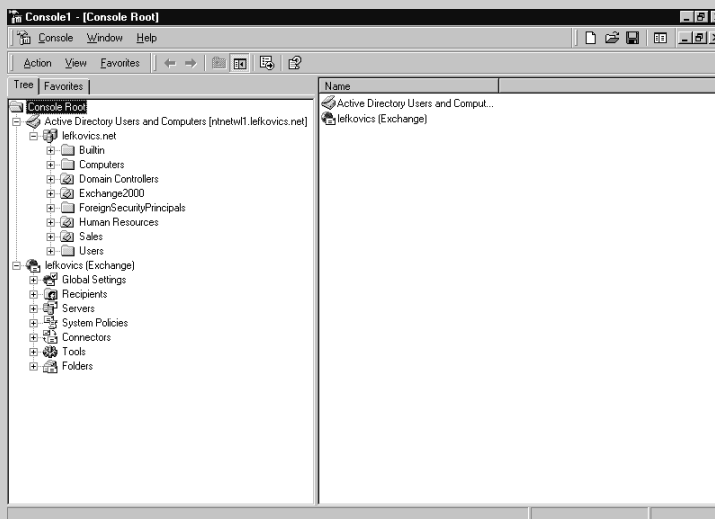 Console1 - [Console Root]
Console Window Help
Action View Favorites
Tree Favorites
Name
Console Root
Active Directory Users and Computers [ntnetwl1.lefkovics.net]
lefkovics.net
Builtin
Computers
Domain Controllers
Exchange2000
ForeignSecurityPrincipals
Human Resources
Sales
Users
lefkovics (Exchange)
Global Settings
Recipients
Servers
System Policies
Connectors
Tools
Folders
Active Directory Users and Comput...
lefkovics (Exchange)